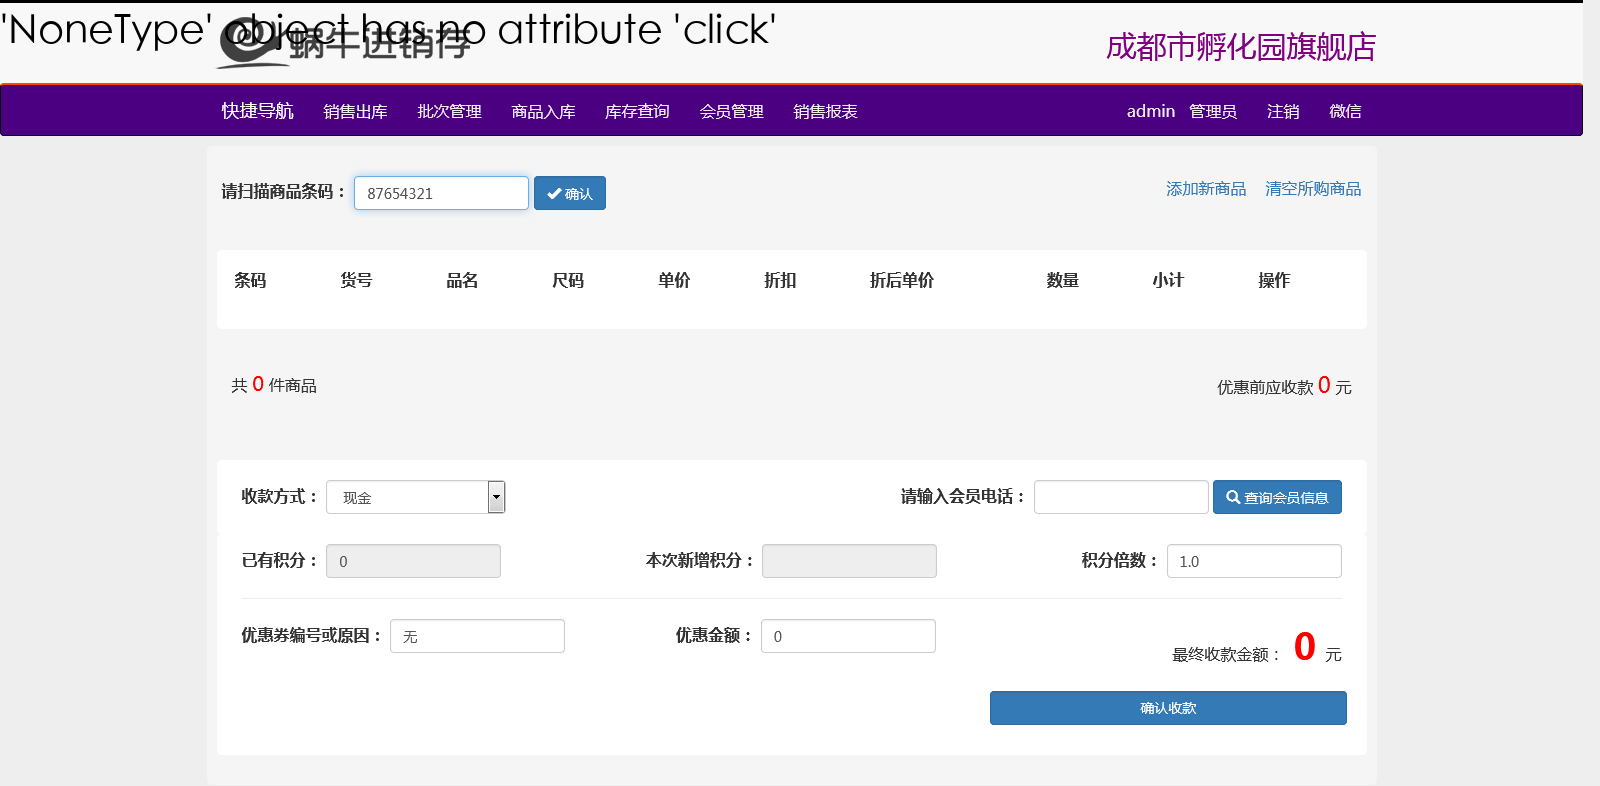 'NoneType' object has no attribute 'click'
蜗牛进销存
成都市孵化园旗舰店
快捷导航 销售出库 批次管理 商品入库 库存查询 会员管理 销售报表 admin 管理员 注销 微信
请扫描商品条码： 87654321 确认 添加新商品 清空所购商品
条码 货号 品名 尺码 单价 折扣 折后单价 数量 小计 操作
共 0 件商品 优惠前应收款 0 元
收款方式： 现金 请输入会员电话： 查询会员信息
已有积分： 0 本次新增积分： 积分倍数： 1.0
优惠券编号或原因： 无 优惠金额： 0
最终收款金额： 0 元
确认收款